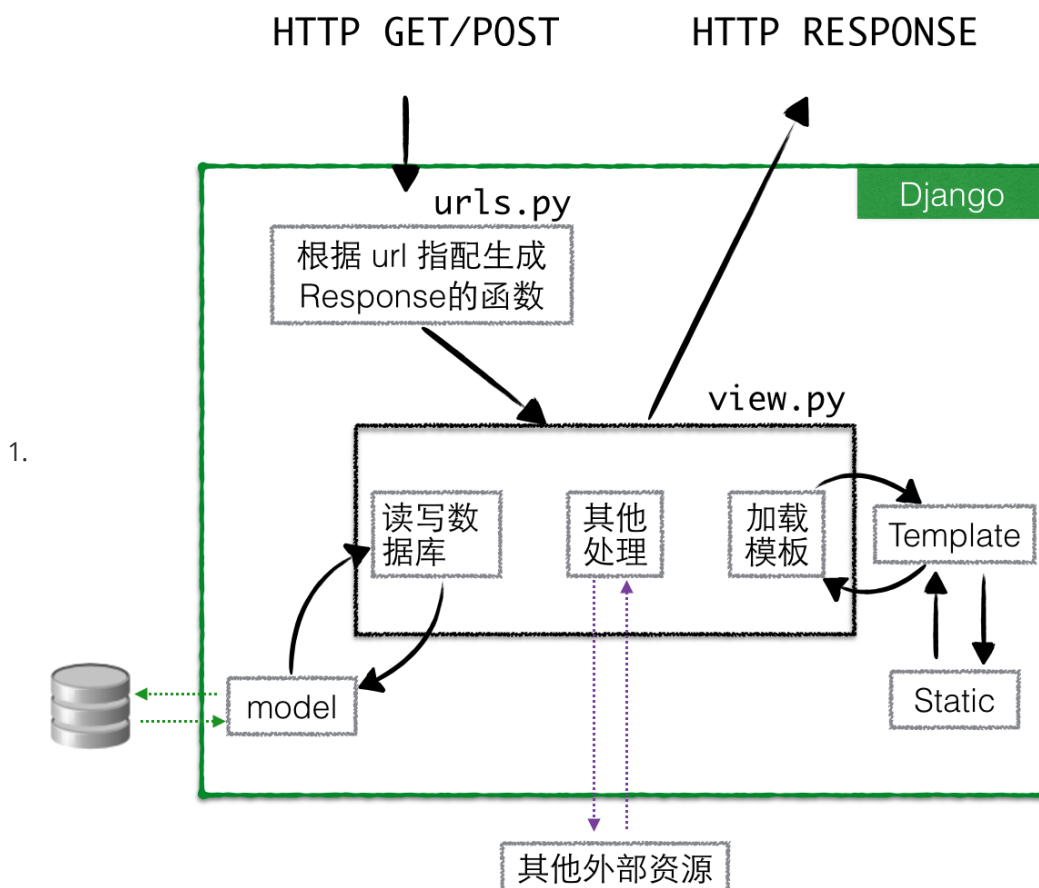 HTTP GET/POST
HTTP RESPONSE
Django
urls.py
根据 url 指配生成
Response的函数
view.py
1.
读写数
据库
其他
处理
加载
模板
Template
model
Static
其他外部资源